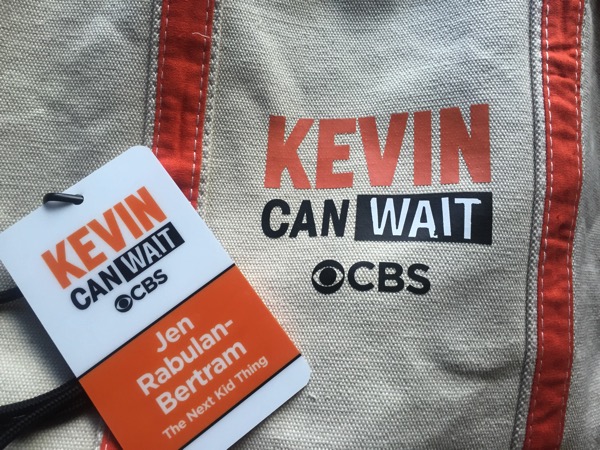 KEVIN
CAN WAIT
CBS
KEVIN
CAN WAIT
CBS
Jen
Rabulan-
Bertram
The Next Kid Thing